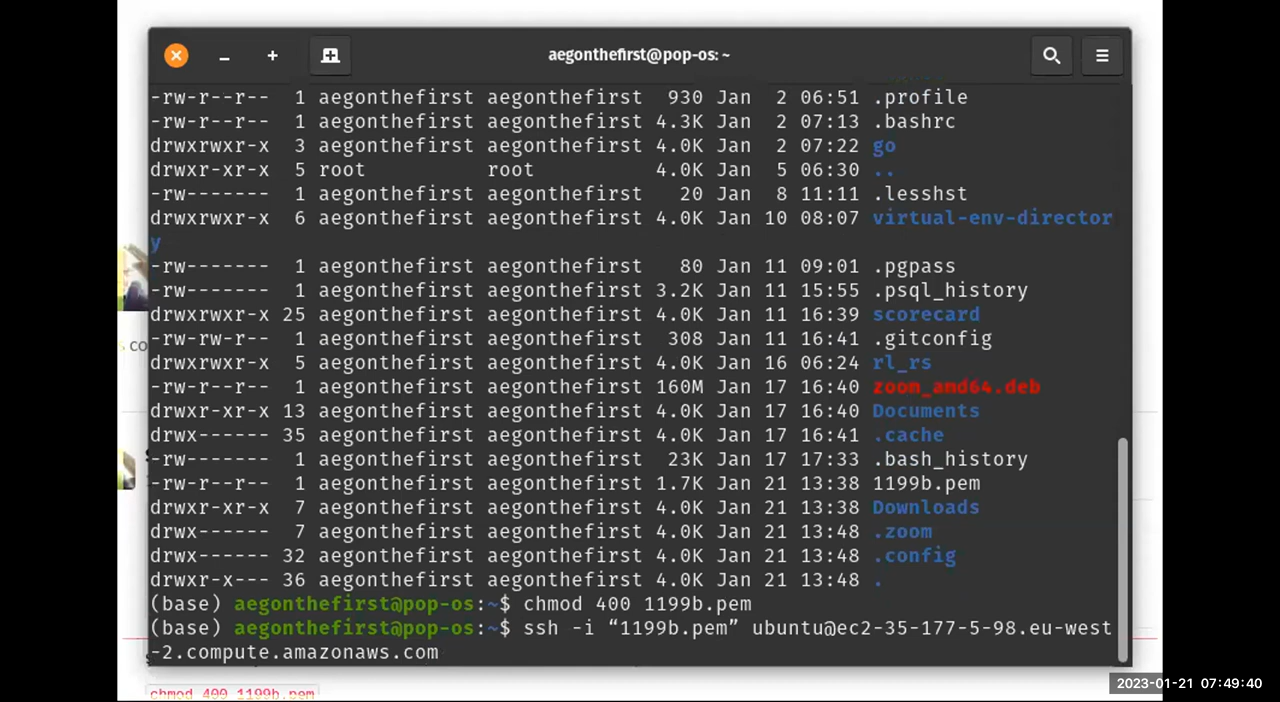 aegonthefirst@pop-os: ~
-rw-r--r-- 1 aegonthefirst aegonthefirst 930 Jan 2 06:51 .profile
-rw-r--r-- 1 aegonthefirst aegonthefirst 4.3K Jan 2 07:13 .bashrc
drwxrwxr-x 3 aegonthefirst aegonthefirst 4.0K Jan 2 07:22 go
drwxr-xr-x 5 root root 4.0K Jan 5 06:30 ..
-rw------- 1 aegonthefirst aegonthefirst 20 Jan 8 11:11 .lesshst
drwxrwxr-x 6 aegonthefirst aegonthefirst 4.0K Jan 10 08:07 virtual-env-director
y
-rw------- 1 aegonthefirst aegonthefirst 80 Jan 11 09:01 .pgpass
-rw------- 1 aegonthefirst aegonthefirst 3.2K Jan 11 15:55 .psql_history
drwxrwxr-x 25 aegonthefirst aegonthefirst 4.0K Jan 11 16:39 scorecard
-rw-rw-r-- 1 aegonthefirst aegonthefirst 308 Jan 11 16:41 .gitconfig
drwxrwxr-x 5 aegonthefirst aegonthefirst 4.0K Jan 16 06:24 rl_rs
-rw-r--r-- 1 aegonthefirst aegonthefirst 160M Jan 17 16:40 zoom_amd64.deb
drwxr-xr-x 13 aegonthefirst aegonthefirst 4.0K Jan 17 16:40 Documents
drwx------ 35 aegonthefirst aegonthefirst 4.0K Jan 17 16:41 .cache
-rw------- 1 aegonthefirst aegonthefirst 23K Jan 17 17:33 .bash_history
-rw-r--r-- 1 aegonthefirst aegonthefirst 1.7K Jan 21 13:38 1199b.pem
drwxr-xr-x 7 aegonthefirst aegonthefirst 4.0K Jan 21 13:38 Downloads
drwx------ 7 aegonthefirst aegonthefirst 4.0K Jan 21 13:48 .zoom
drwx------ 32 aegonthefirst aegonthefirst 4.0K Jan 21 13:48 .config
drwxr-x--- 36 aegonthefirst aegonthefirst 4.0K Jan 21 13:48 .
(base) aegonthefirst@pop-os:~$ chmod 400 1199b.pem
(base) aegonthefirst@pop-os:~$ ssh -i “1199b.pem” ubuntu@ec2-35-177-5-98.eu-west
-2.compute.amazonaws.com
. co
chmod 400 1199b.pem
2023-01-21 07:49:40